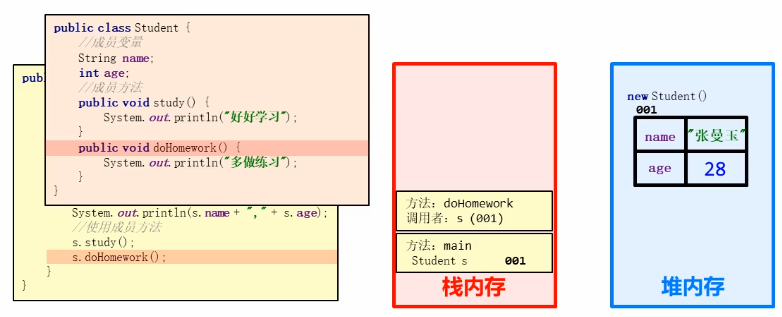 public class Student {
//成员变量
String name;
int age;
//成员方法
public void study() {
System.out.println("好好学习");
}
public void doHomework() {
System.out.println("多做练习");
}
}
pu
System.out.println(s.name + "," + s.age);
//使用成员方法
s.study();
s.doHomework();
}
}
方法：doHomework
调用者：s (001)
方法：main
Student s 001
栈内存
new Student()
001
name "张曼玉"
age 28
堆内存